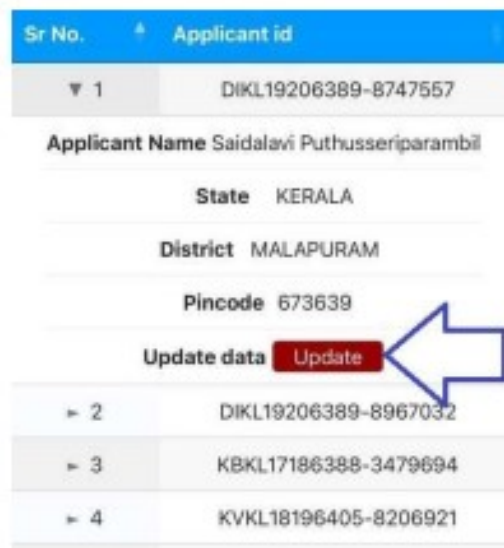 Sr No. Applicant id
1 DIKL19206389-8747557
Applicant Name Saidalavi Puthusseriparambil
State KERALA
District MALAPURAM
Pincode 673639
Update data Update
2 DIKL19206389-8967032
3 KBKL17186388-3479694
4 KVKL18196405-8206921